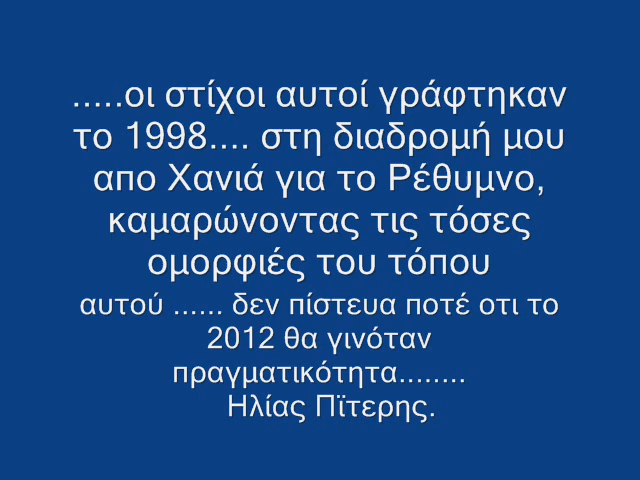 .....οι στίχοι αυτοί γράφτηκαν
το 1998.... στη διαδρομή μου
απο Χανιά για το Ρέθυμνο,
καμαρώνοντας τις τόσες
ομορφιές του τόπου
αυτού ...... δεν πίστευα ποτέ οτι το
2012 θα γινόταν
πραγματικότητα........
Ηλίας Πϊτερης.